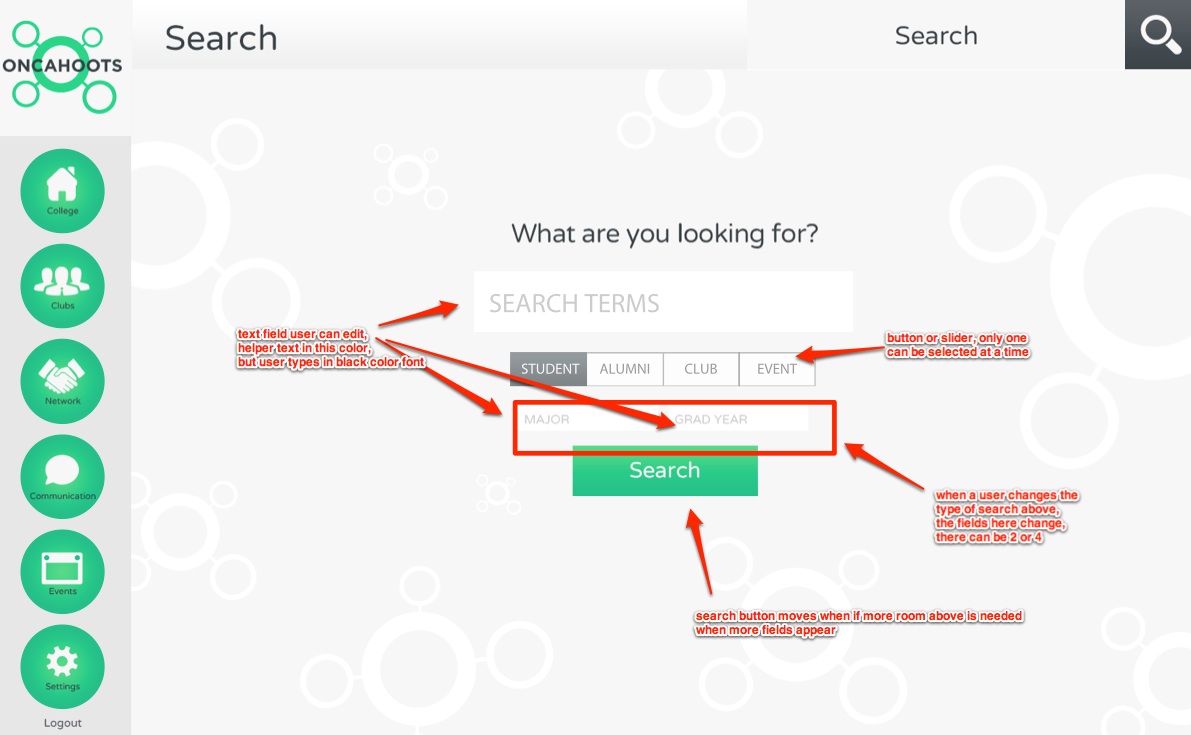 ONCAHOOTS
Search
Search
College
Clubs
Network
Communication
Events
Settings
Logout
What are you looking for?
SEARCH TERMS
text field user can edit,
helper text in this color,
but user types in black color font
button or slider, only one
can be selected at a time
STUDENT ALUMNI CLUB EVENT
MAJOR GRAD YEAR
Search
when a user changes the
type of search above,
the fields here change,
there can be 2 or 4
search button moves when if more room above is needed
when more fields appear